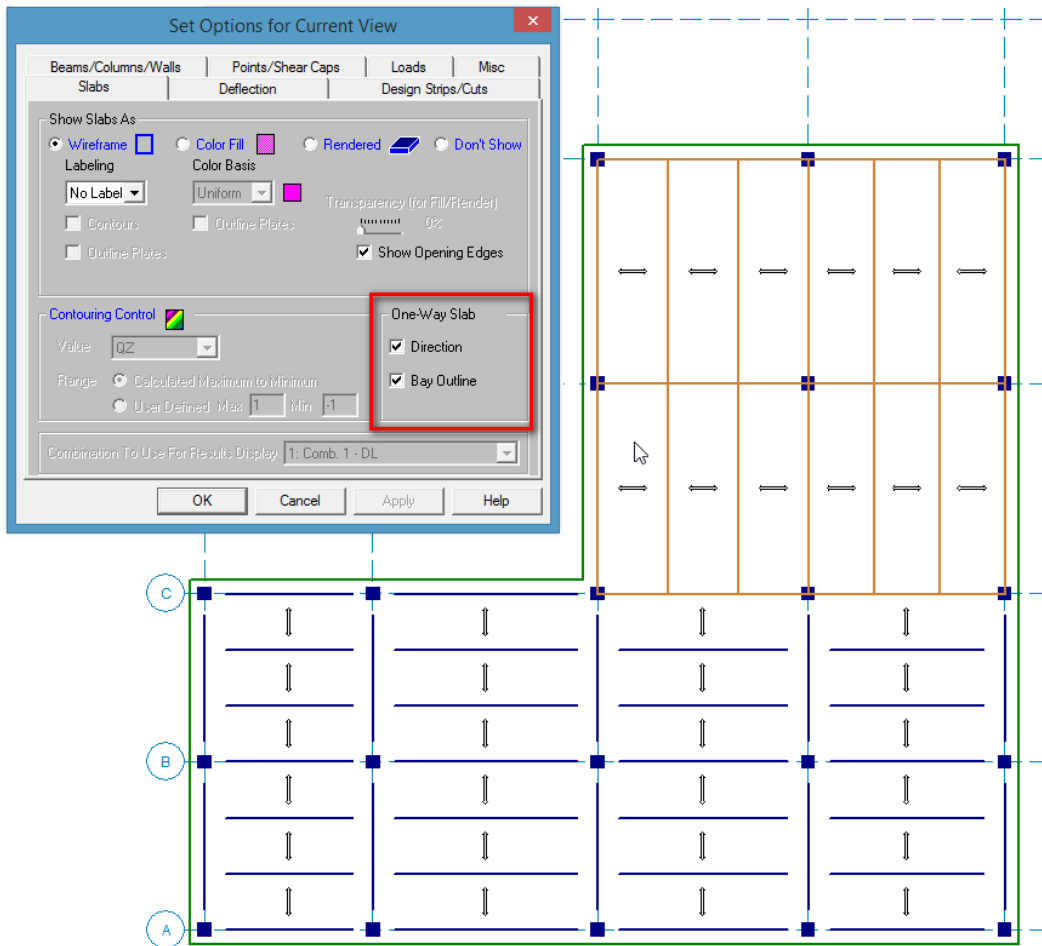 Set Options for Current View
Beams/Columns/Walls Points/Shear Caps Loads Misc
Slabs Deflection Design Strips/Cuts
Show Slabs As
Wireframe Color Fill Rendered Don't Show
Labeling Color Basis
No Label Uniform
Transparency (for Fill/Render)
Contours Outline Plates 0%
Outline Plates Show Opening Edges
Contouring Control One-Way Slab
Value QZ Direction
Range Calculated Maximum to Minimum Bay Outline
User Defined Max 1 Min -1
Combination To Use For Results Display 1: Comb. 1 - DL
OK Cancel Apply Help
C
B
A